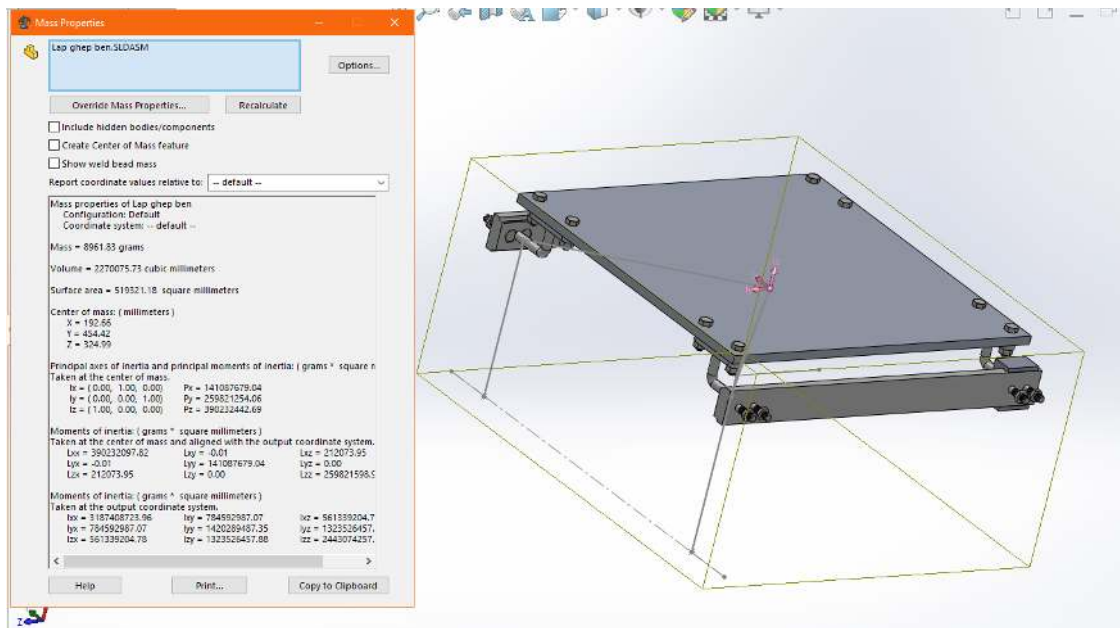 Mass Properties
Lap ghep ben.SLDASM
Options...
Override Mass Properties...
Recalculate
Include hidden bodies/components
Create Center of Mass feature
Show weld bead mass
Report coordinate values relative to: -- default --
Mass properties of Lap ghep ben
Configuration: Default
Coordinate system: -- default --
Mass = 8961.83 grams
Volume = 2270075.73 cubic millimeters
Surface area = 519321.18 square millimeters
Center of mass: ( millimeters )
X = 192.66
Y = 454.42
Z = 324.99
Principal axes of inertia and principal moments of inertia: ( grams * square
Taken at the center of mass.
Ix = ( 0.00, 1.00, 0.00) Px = 141087679.04
Iy = ( 0.00, 0.00, 1.00) Py = 259821254.06
Iz = ( 1.00, 0.00, 0.00) Pz = 390232442.69
Moments of inertia: ( grams * square millimeters )
Taken at the center of mass and aligned with the output coordinate system.
Lxx = 390232097.82 Lxy = -0.01 Lxz = 212073.95
Lyx = -0.01 Lyy = 141087679.04 Lyz = 0.00
Lzx = 212073.95 Lzy = 0.00 Lzz = 259821598.9
Moments of inertia: ( grams * square millimeters )
Taken at the output coordinate system.
Ixx = 3187408723.96 Ixy = 784592987.07 Ixz = 561339204.7
Iyx = 784592987.07 Iyy = 1420289487.35 Iyz = 1323526457.
Izx = 561339204.78 Izy = 1323526457.88 Izz = 2443074257.
Help
Print...
Copy to Clipboard
Z